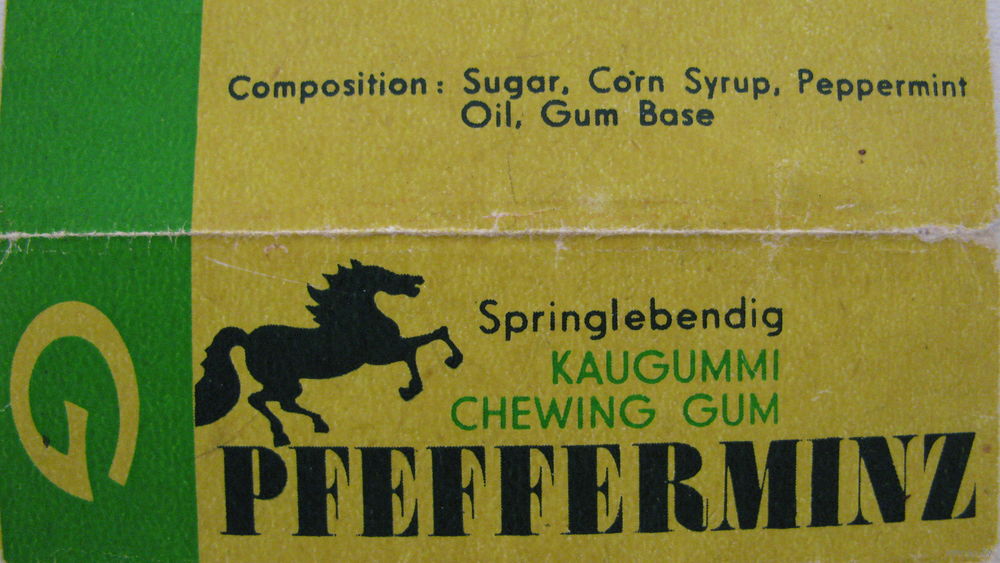 Composition: Sugar, Corn Syrup, Peppermint
Oil, Gum Base
G
Springlebendig
KAUGUMMI
CHEWING GUM
PFEFFERMINZ